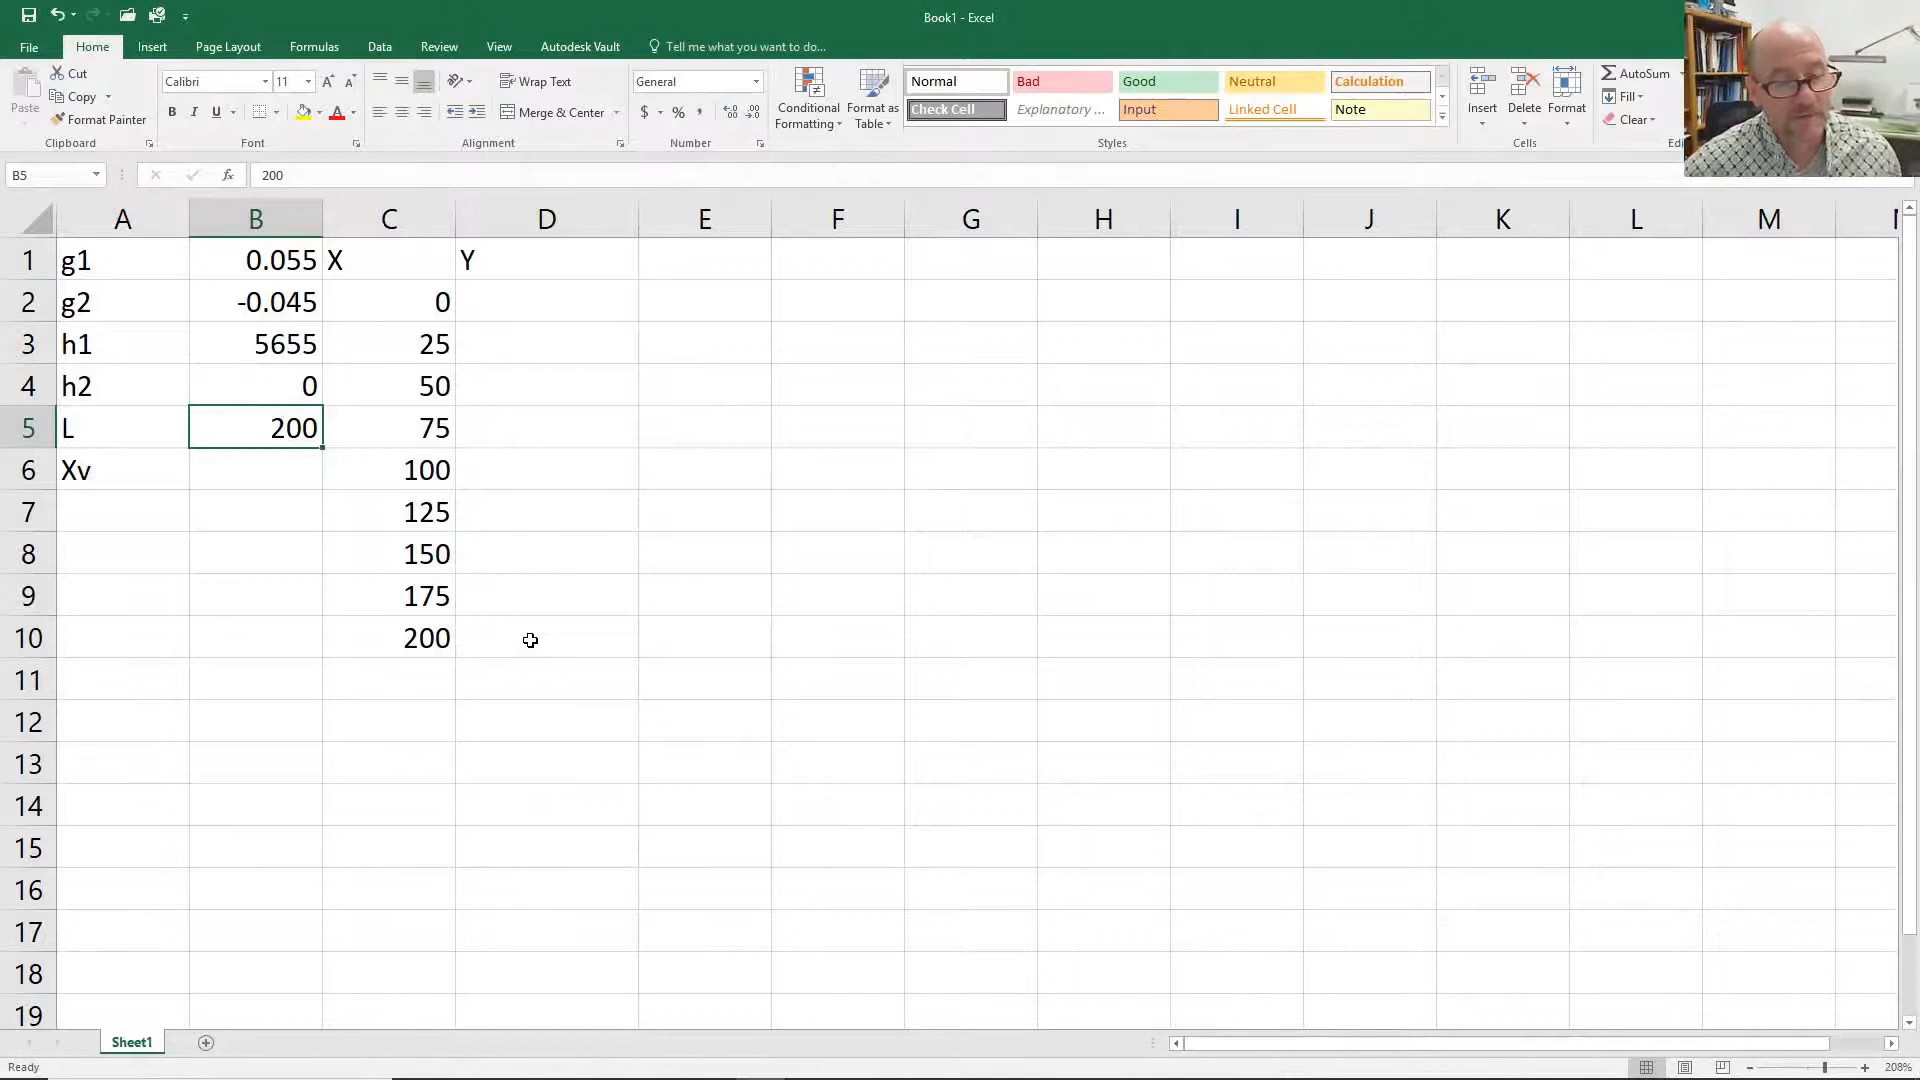 Book1 - Excel
File Home Insert Page Layout Formulas Data Review View Autodesk Vault Tell me what you want to do...
Paste
Cut
Copy
Format Painter
Clipboard
Calibri 11
A A
B I U A
Font
Wrap Text
Merge & Center
Alignment
General
$ % ,
Number
Conditional Formatting
Format as Table
Normal Bad Good Neutral Calculation
Check Cell Explanatory ... Input Linked Cell Note
Styles
Insert Delete Format
Cells
AutoSum
Fill
Clear
Edi
B5 fx 200
A B C D E F G H I J K L M
1 g1 0.055 X Y
2 g2 -0.045 0
3 h1 5655 25
4 h2 0 50
5 L 200 75
6 Xv 100
7 125
8 150
9 175
10 200
11
12
13
14
15
16
17
18
19
Sheet1
Ready 208%